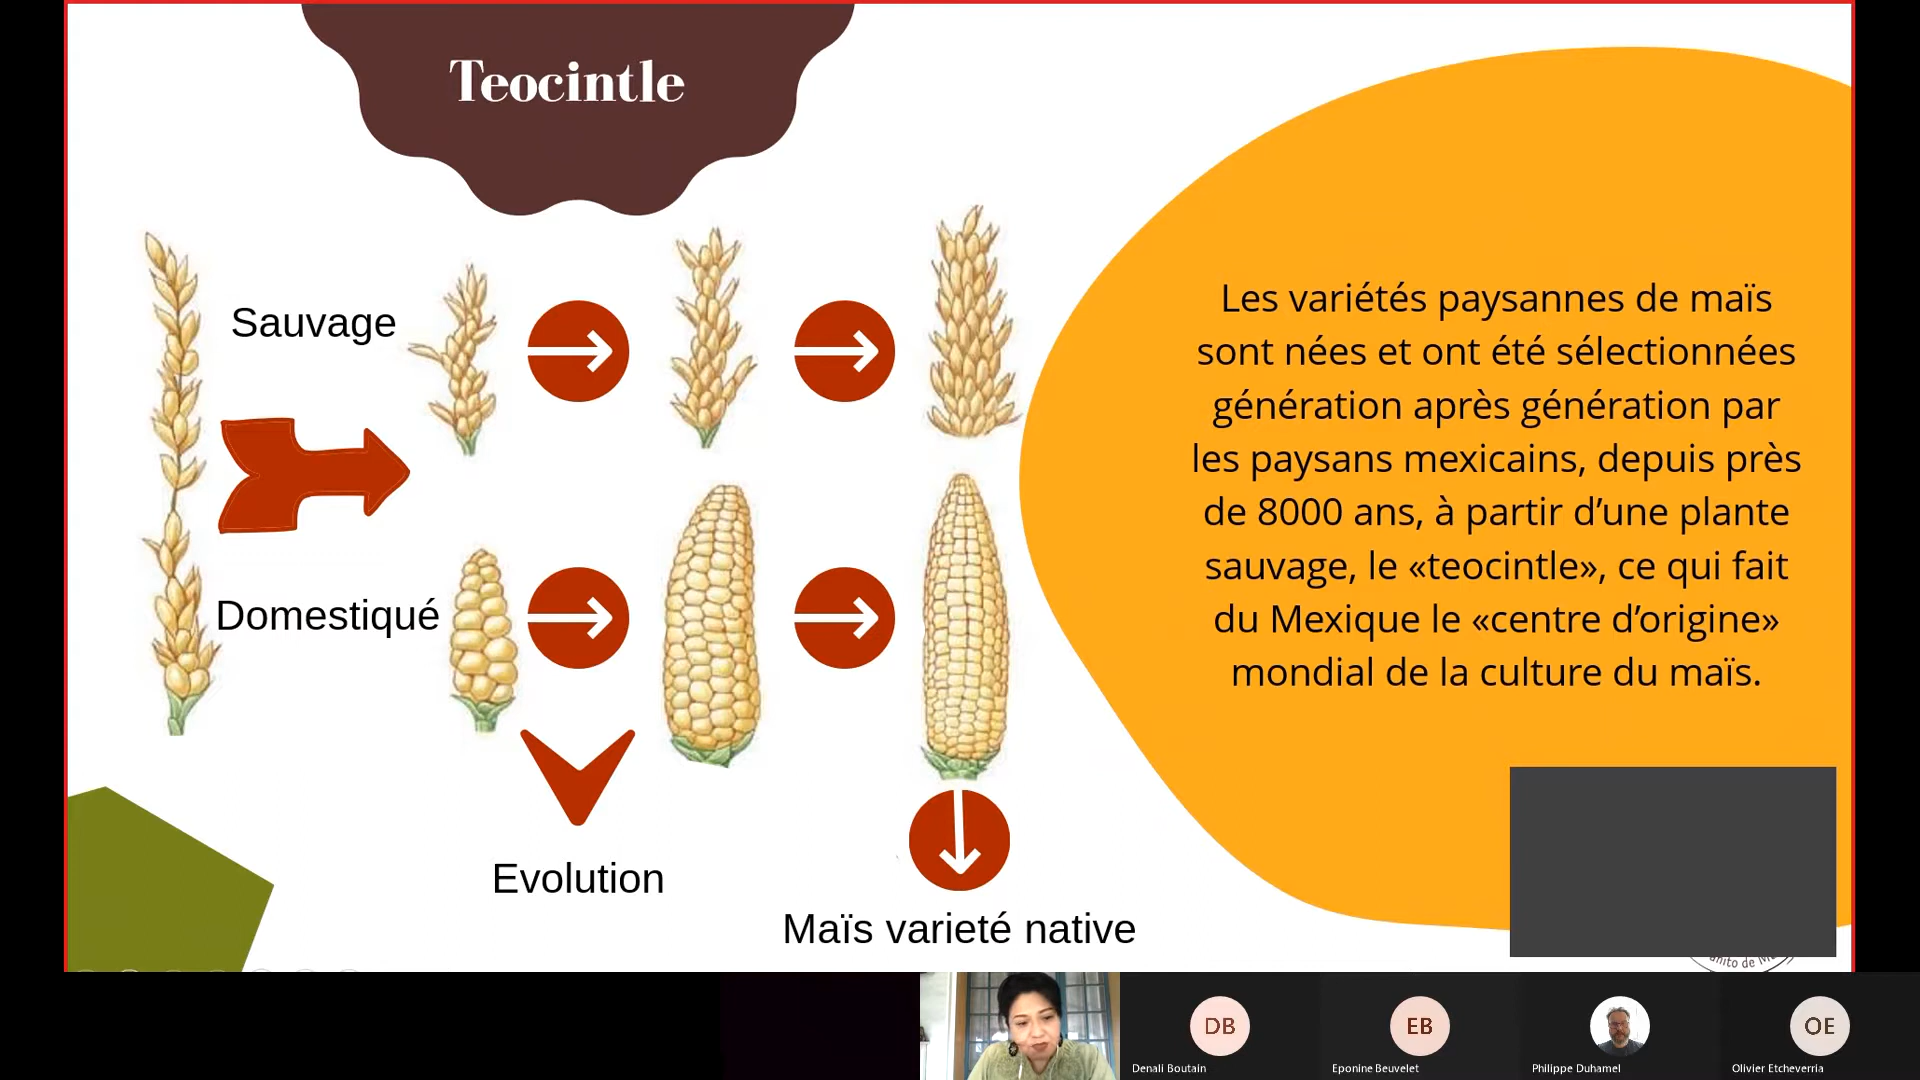 Teocintle
Sauvage
Domestiqué
Evolution
Maïs varieté native
Les variétés paysannes de maïs
sont nées et ont été sélectionnées
génération après génération par
les paysans mexicains, depuis près
de 8000 ans, à partir d’une plante
sauvage, le «teocintle», ce qui fait
du Mexique le «centre d’origine»
mondial de la culture du maïs.
DB
EB
OE
Denali Boutain
Eponine Beuvelet
Philippe Duhamel
Olivier Etcheverria